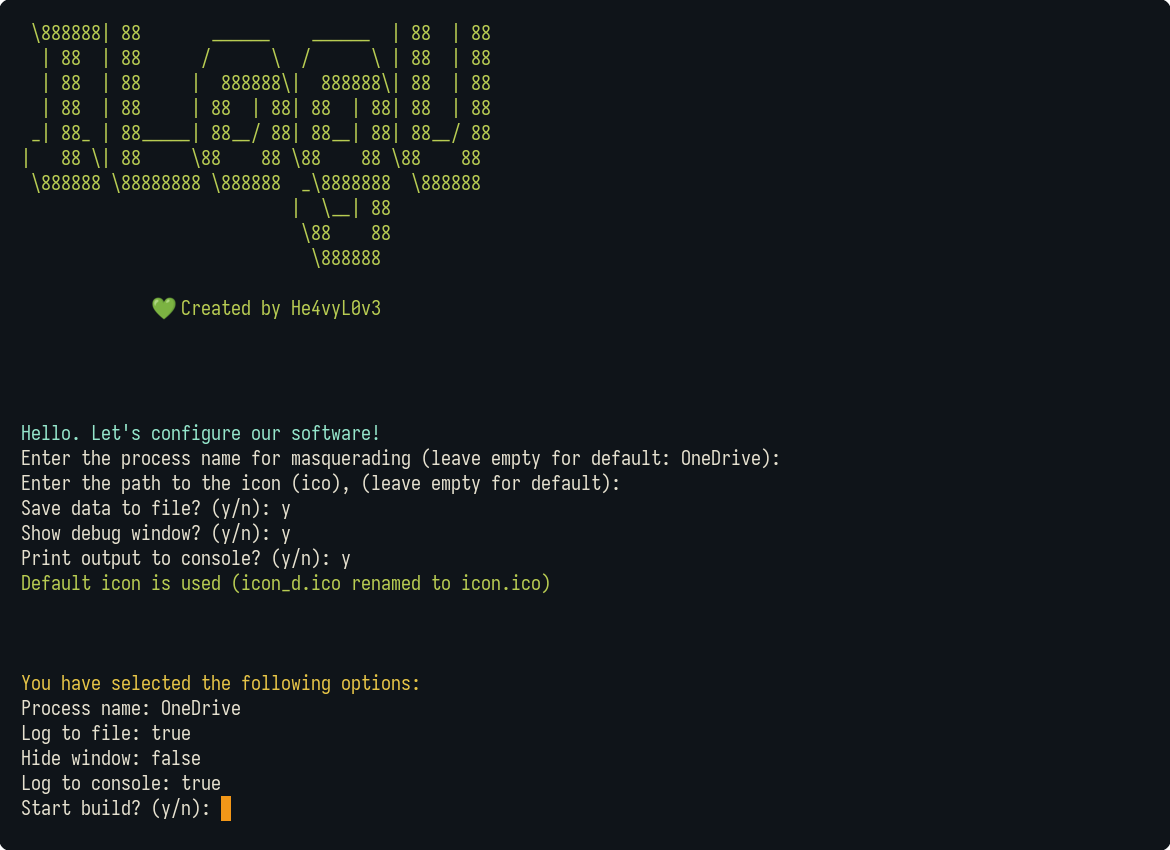 \888888| 88       ______    ______  | 88  | 88
  | 88  | 88      /      \  /      \ | 88  | 88
  | 88  | 88     |  888888\|  888888\| 88  | 88
  | 88  | 88     | 88  | 88| 88  | 88| 88  | 88
 _| 88_ | 88_____| 88__/ 88| 88__| 88| 88__/ 88
|   88 \| 88     \88    88 \88    88 \88    88
 \888888 \88888888 \888888  _\8888888  \888888
                           |  \__| 88
                            \88    88
                             \888888
💚 Created by He4vyL0v3
Hello. Let's configure our software!
Enter the process name for masquerading (leave empty for default: OneDrive):
Enter the path to the icon (ico), (leave empty for default):
Save data to file? (y/n): y
Show debug window? (y/n): y
Print output to console? (y/n): y
Default icon is used (icon_d.ico renamed to icon.ico)
You have selected the following options:
Process name: OneDrive
Log to file: true
Hide window: false
Log to console: true
Start build? (y/n):